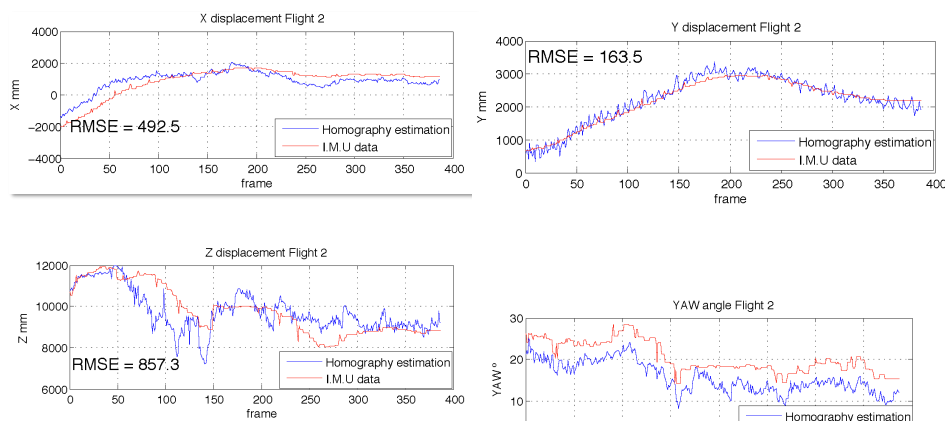 X displacement Flight 2
4000
2000
0
−2000
−4000
X mm
RMSE = 492.5
Homography estimation
I.M.U data
0 50 100 150 200 250 300 350 400
frame
Y displacement Flight 2
4000
3000
2000
1000
0
Y mm
RMSE = 163.5
Homography estimation
I.M.U data
0 50 100 150 200 250 300 350 400
frame
Z displacement Flight 2
12000
10000
8000
6000
Z mm
RMSE = 857.3
Homography estimation
I.M.U data
0 50 100 150 200 250 300 350 400
frame
YAW angle Flight 2
30
20
10
YAW º
Homography estimation